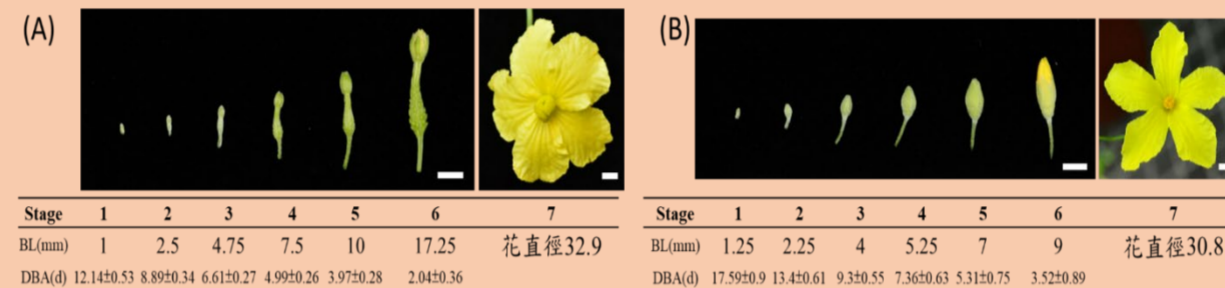 (A)
Stage 1 2 3 4 5 6 7
BL(mm) 1 2.5 4.75 7.5 10 17.25 花直徑32.9
DBA(d) 12.14±0.53 8.89±0.34 6.61±0.27 4.99±0.26 3.97±0.28 2.04±0.36
(B)
Stage 1 2 3 4 5 6 7
BL(mm) 1.25 2.25 4 5.25 7 9 花直徑30.8
DBA(d) 17.59±0.9 13.4±0.61 9.3±0.55 7.36±0.63 5.31±0.75 3.52±0.89